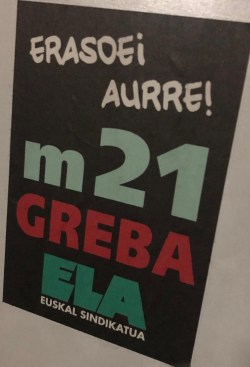 ERASOEi
AURRE!
m21
GREBA
ELA
EUSKAL SINDIKATUA